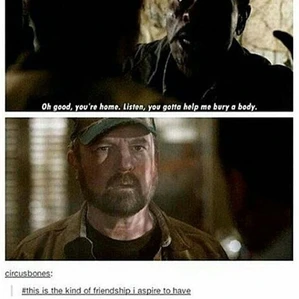 Oh good, you're home. Listen, you gotta help me bury a body.
circusbones:
#this is the kind of friendship i aspire to have